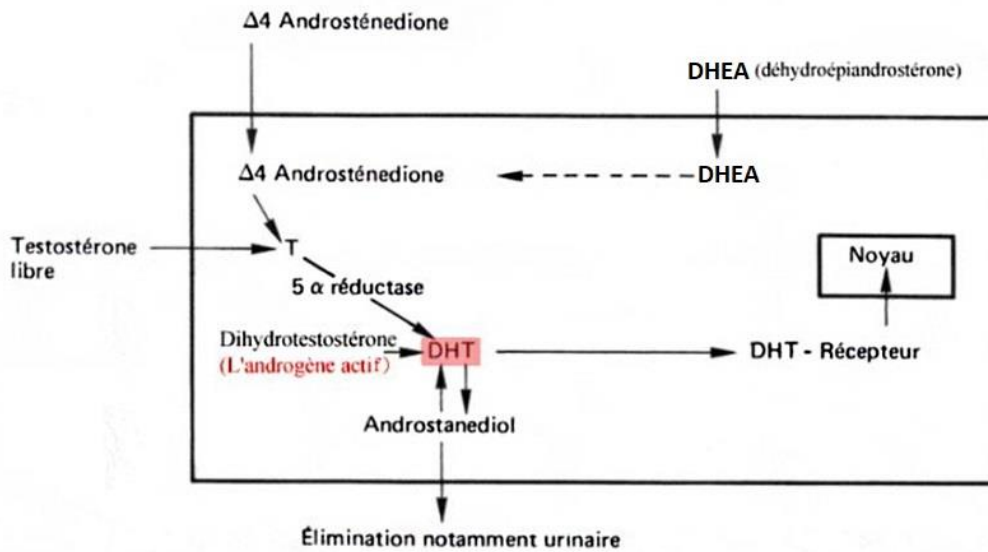 Δ4 Androsténedione
DHEA (déhydroépiandrostérone)
Δ4 Androsténedione
DHEA
Testostérone
libre
T
Noyau
5 α réductase
Dihydrotestostérone
(L'androgène actif)
DHT
DHT - Récepteur
Androstanediol
Élimination notamment urinaire